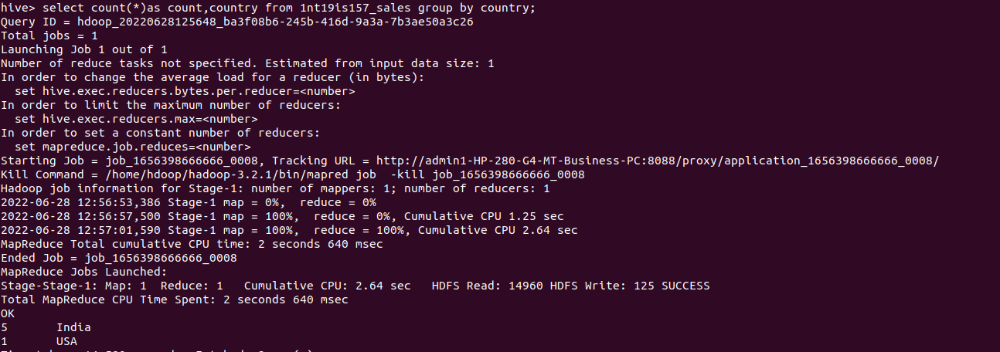 hive> select count(*)as count,country from 1nt19is157_sales group by country;
Query ID = hdoop_20220628125648_ba3f08b6-245b-416d-9a3a-7b3ae50a3c26
Total jobs = 1
Launching Job 1 out of 1
Number of reduce tasks not specified. Estimated from input data size: 1
In order to change the average load for a reducer (in bytes):
  set hive.exec.reducers.bytes.per.reducer=<number>
In order to limit the maximum number of reducers:
  set hive.exec.reducers.max=<number>
In order to set a constant number of reducers:
  set mapreduce.job.reduces=<number>
Starting Job = job_1656398666666_0008, Tracking URL = http://admin1-HP-280-G4-MT-Business-PC:8088/proxy/application_1656398666666_0008/
Kill Command = /home/hdoop/hadoop-3.2.1/bin/mapred job  -kill job_1656398666666_0008
Hadoop job information for Stage-1: number of mappers: 1; number of reducers: 1
2022-06-28 12:56:53,386 Stage-1 map = 0%,  reduce = 0%
2022-06-28 12:56:57,500 Stage-1 map = 100%,  reduce = 0%, Cumulative CPU 1.25 sec
2022-06-28 12:57:01,590 Stage-1 map = 100%,  reduce = 100%, Cumulative CPU 2.64 sec
MapReduce Total cumulative CPU time: 2 seconds 640 msec
Ended Job = job_1656398666666_0008
MapReduce Jobs Launched:
Stage-Stage-1: Map: 1  Reduce: 1   Cumulative CPU: 2.64 sec   HDFS Read: 14960 HDFS Write: 125 SUCCESS
Total MapReduce CPU Time Spent: 2 seconds 640 msec
OK
5       India
1       USA